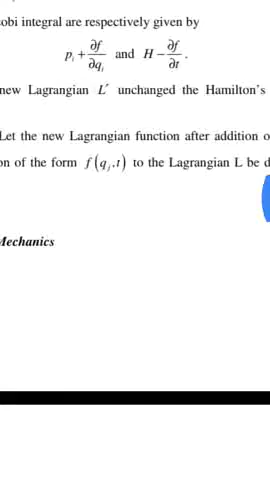 obi integral are respectively given by
p_i + ∂f/∂q_i and H − ∂f/∂t .
new Lagrangian L′ unchanged the Hamilton's
Let the new Lagrangian function after addition o
on of the form f(q_j,t) to the Lagrangian L be d
Mechanics